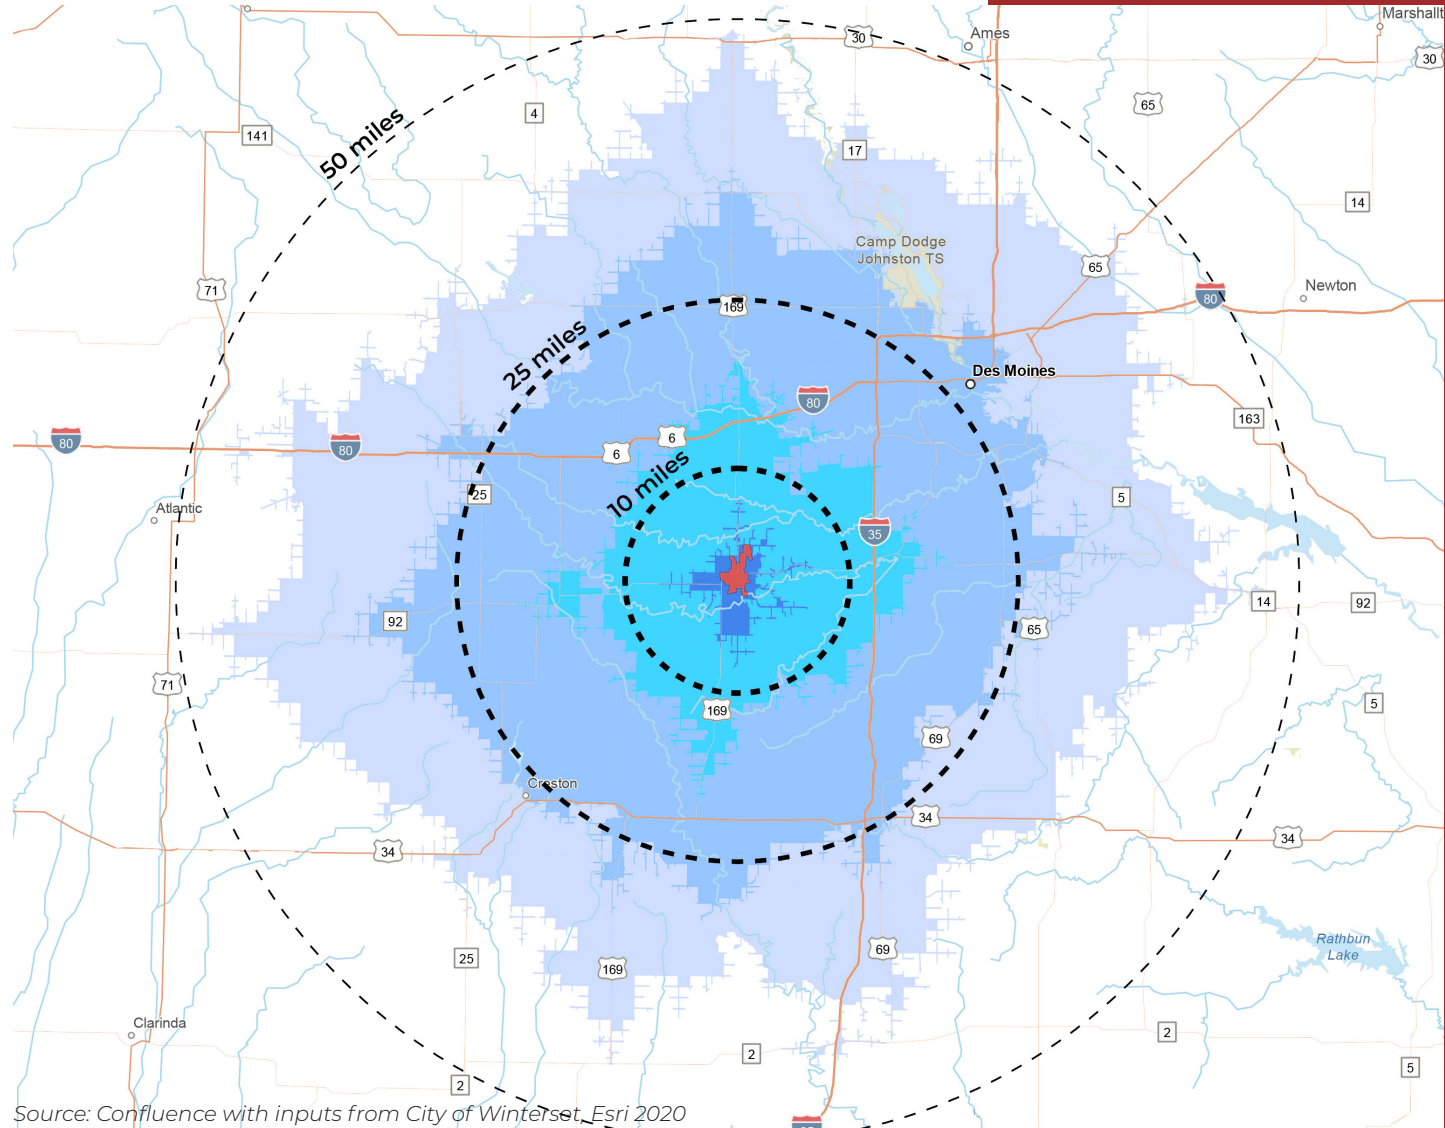 Marshallt
Ames
30
30
65
4
50 miles
141
17
14
Camp Dodge
Johnston TS
65
71
Newton
80
169
25 miles
Des Moines
80
163
6
80
80
6
10 miles
25
5
Atlantic
35
14
92
92
65
71
5
169
69
Creston
34
34
34
69
Rathbun
Lake
25
169
Clarinda
2
2
5
2
Source: Confluence with inputs from City of Winterset, Esri 2020